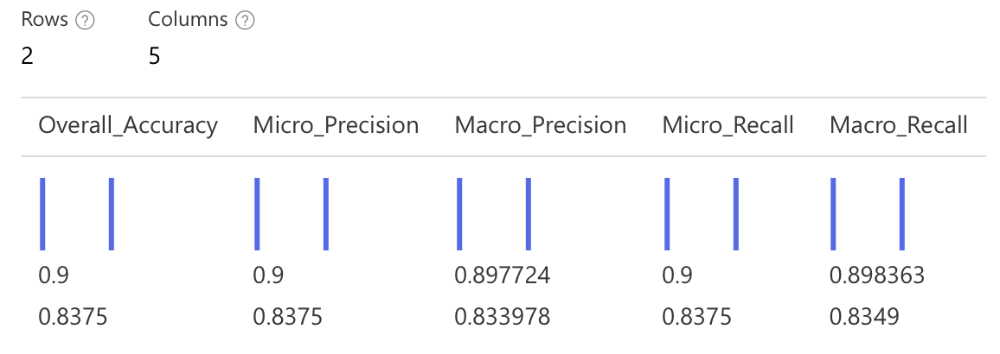 Rows ? Columns ?
2 5
Overall_Accuracy Micro_Precision Macro_Precision Micro_Recall Macro_Recall
0.9 0.9 0.897724 0.9 0.898363
0.8375 0.8375 0.833978 0.8375 0.8349